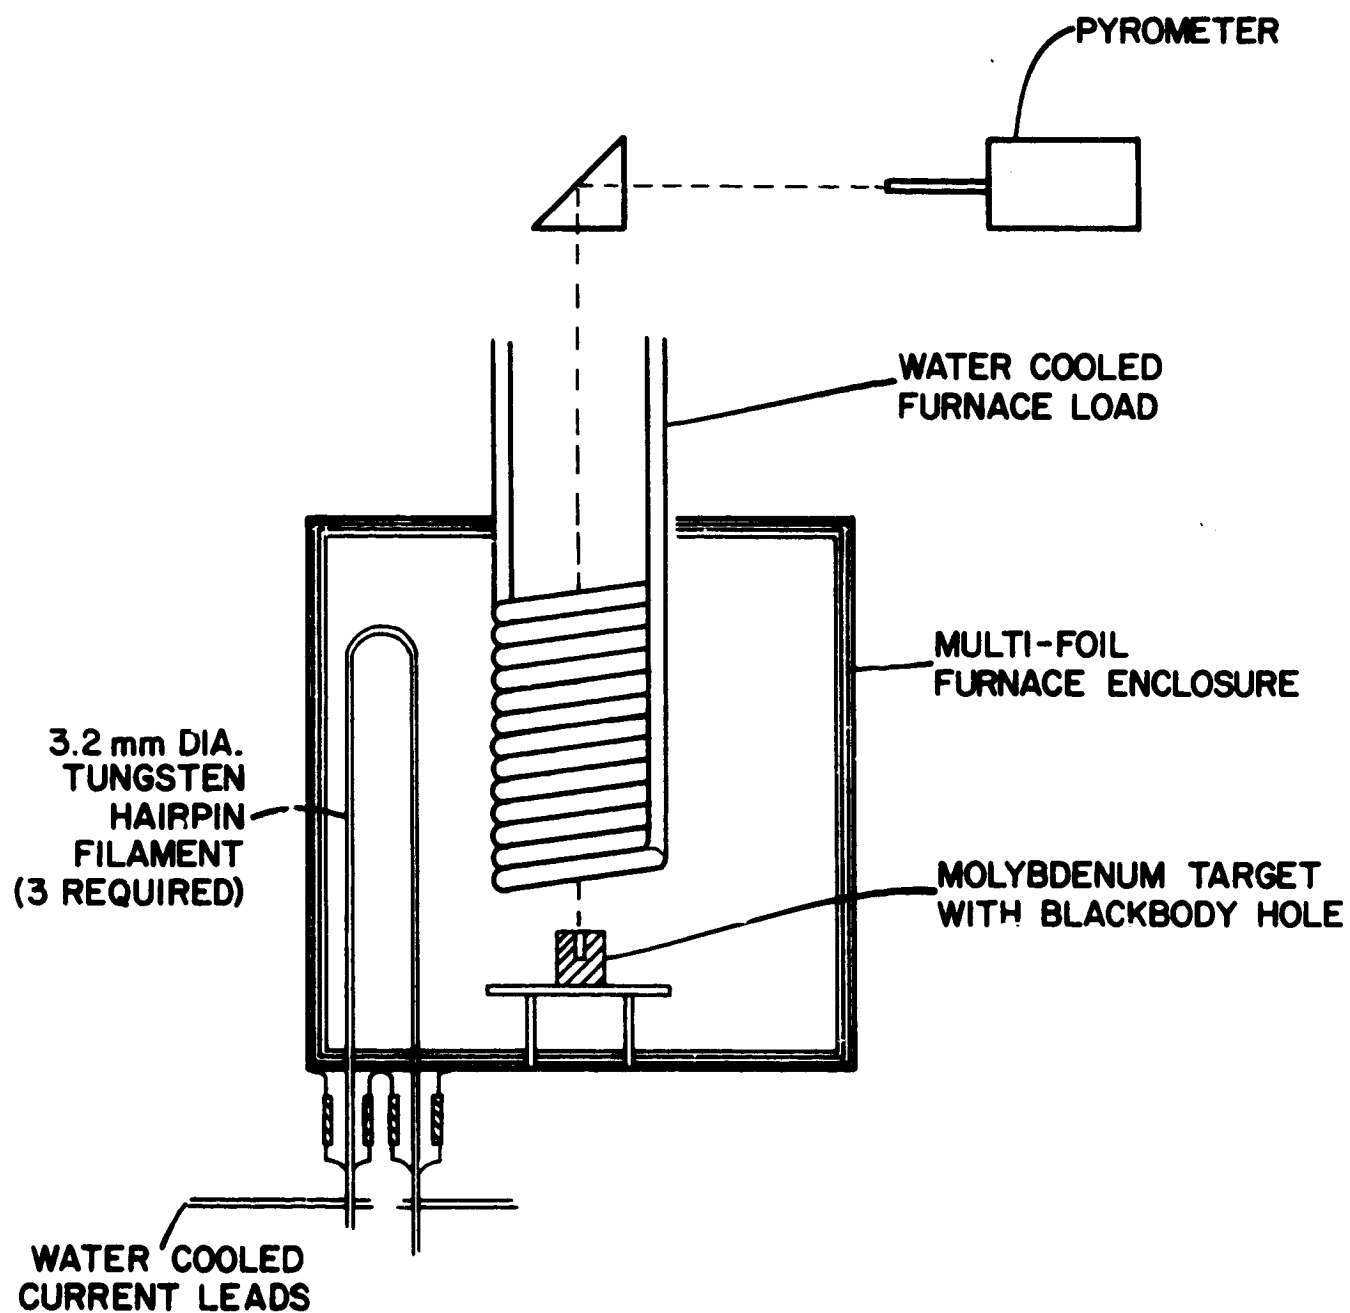 PYROMETER
WATER COOLED
FURNACE LOAD
MULTI-FOIL
FURNACE ENCLOSURE
3.2 mm DIA.
TUNGSTEN
HAIRPIN
FILAMENT
(3 REQUIRED)
MOLYBDENUM TARGET
WITH BLACKBODY HOLE
WATER COOLED
CURRENT LEADS